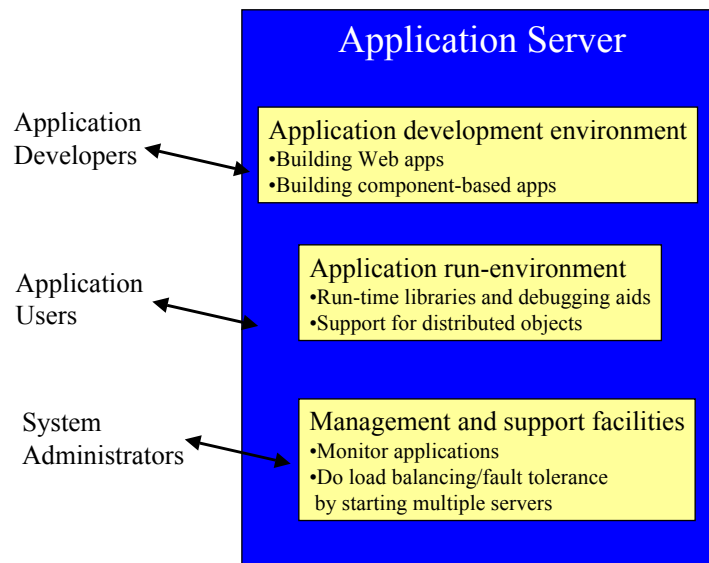 Application Server
Application
Developers
Application development environment
•Building Web apps
•Building component-based apps
Application
Users
Application run-environment
•Run-time libraries and debugging aids
•Support for distributed objects
System
Administrators
Management and support facilities
•Monitor applications
•Do load balancing/fault tolerance
by starting multiple servers